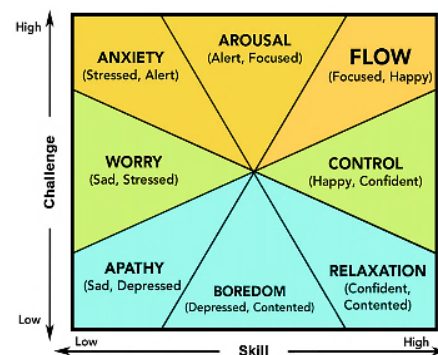 High
ANXIETY
(Stressed, Alert)
AROUSAL
(Alert, Focused)
FLOW
(Focused, Happy)
Challenge
WORRY
(Sad, Stressed)
CONTROL
(Happy, Confident)
APATHY
(Sad, Depressed
BOREDOM
(Depressed, Contented)
RELAXATION
(Confident,
Contented)
Low
Low
Skill
High